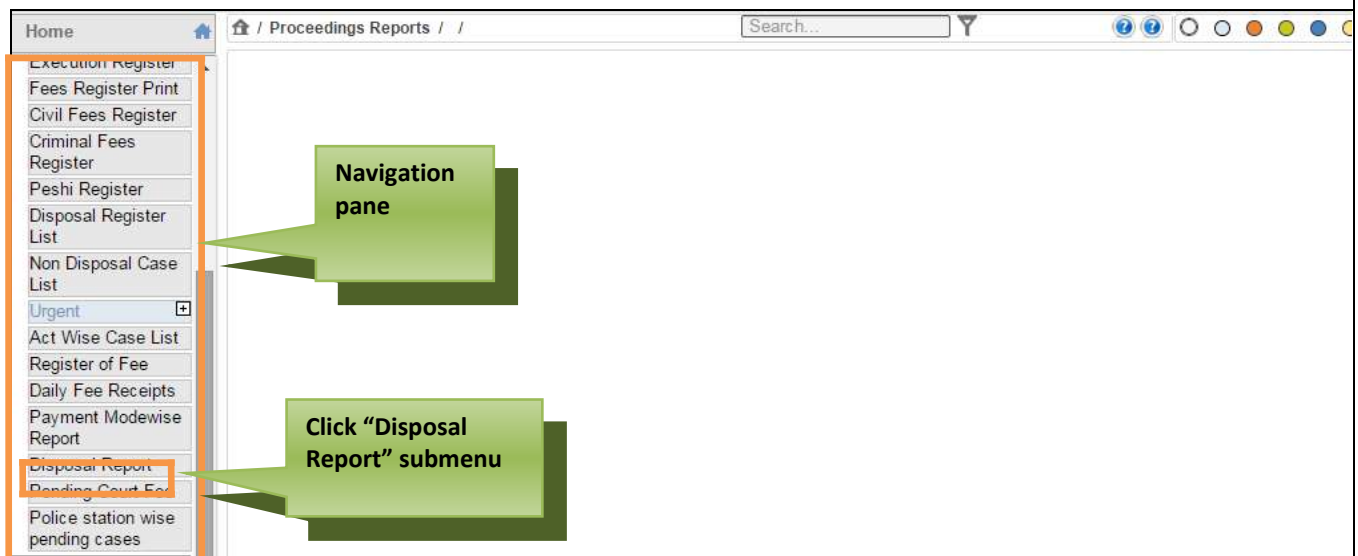 Home
/ Proceedings Reports / /
Search...
Execution Register
Fees Register Print
Civil Fees Register
Criminal Fees
Register
Peshi Register
Disposal Register
List
Non Disposal Case
List
Urgent
Act Wise Case List
Register of Fee
Daily Fee Receipts
Payment Modewise
Report
Disposal Report
Pending Court Fee
Police station wise
pending cases
Navigation
pane
Click “Disposal
Report” submenu